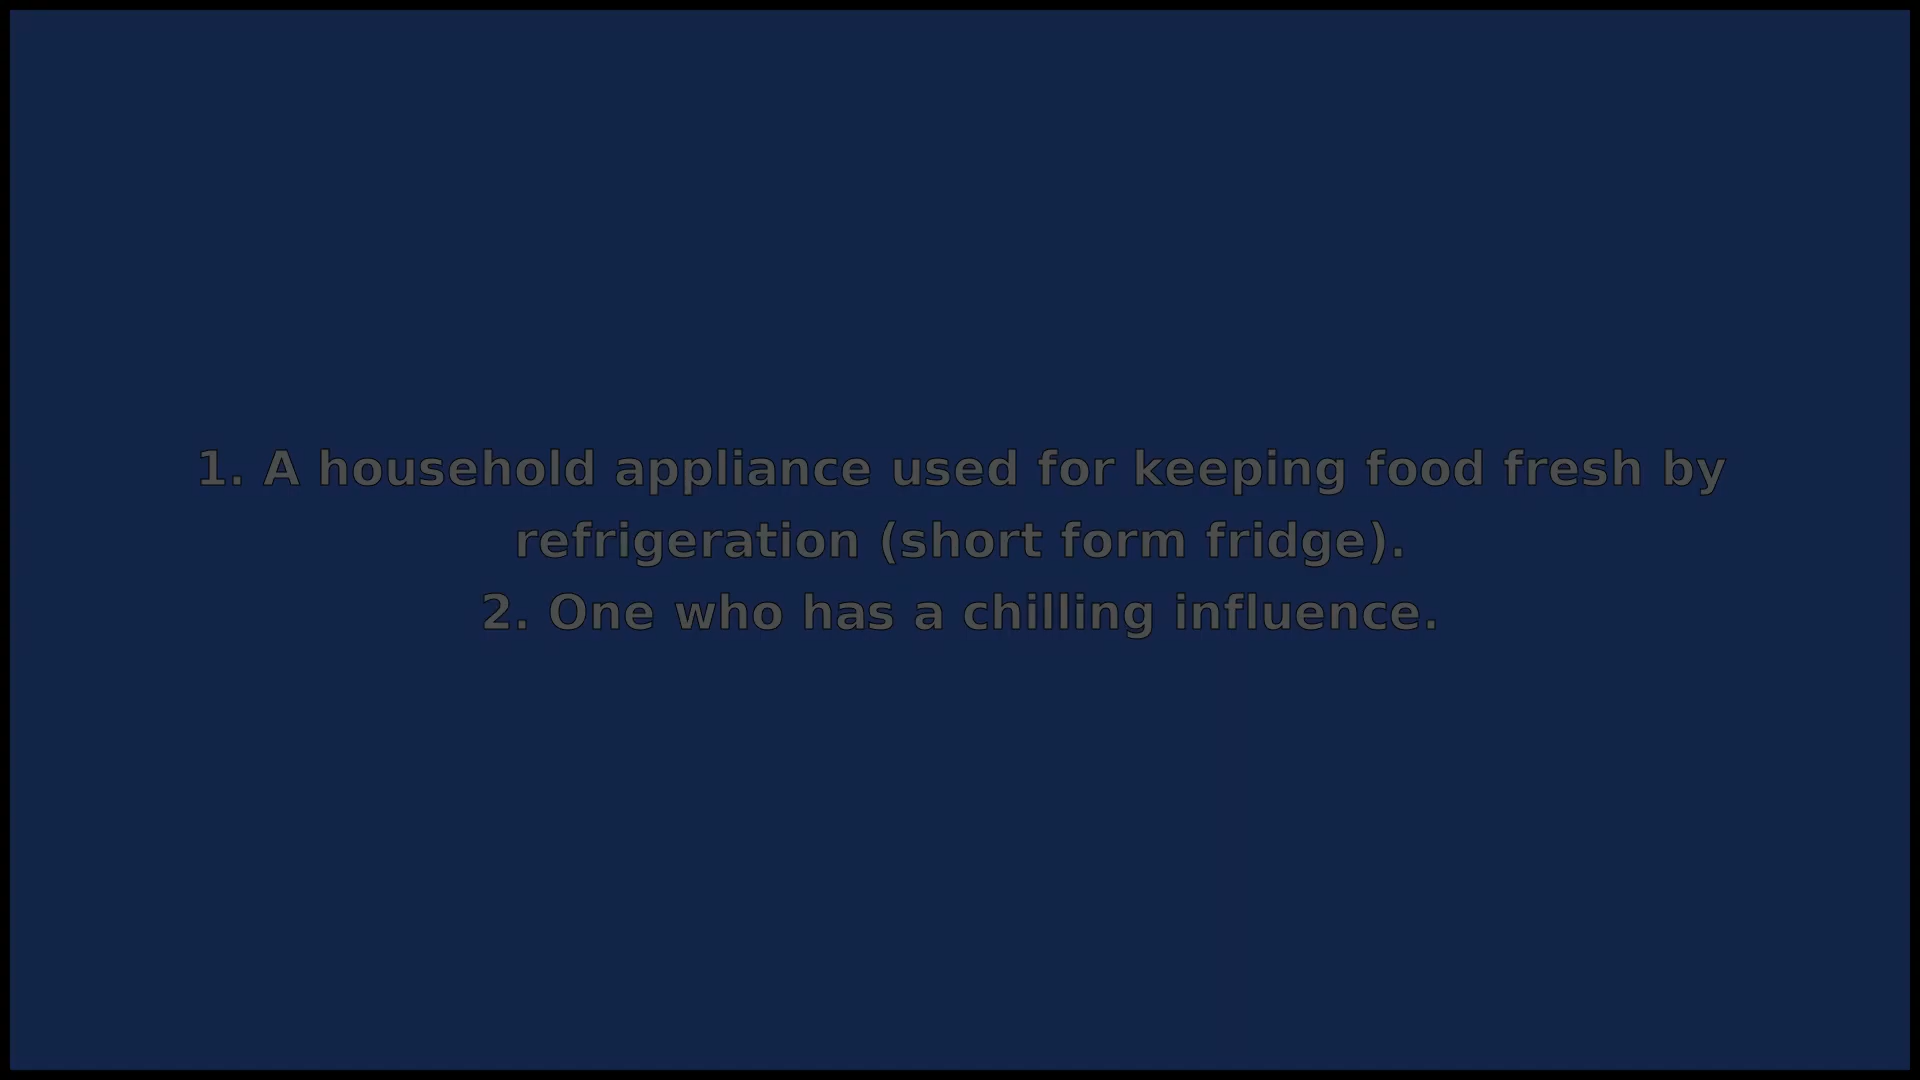 1. A household appliance used for keeping food fresh by
refrigeration (short form fridge).
2. One who has a chilling influence.